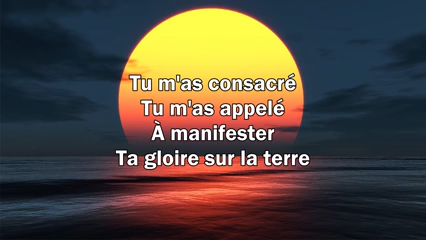 Tu m'as consacré
Tu m'as appelé
À manifester
Ta gloire sur la terre